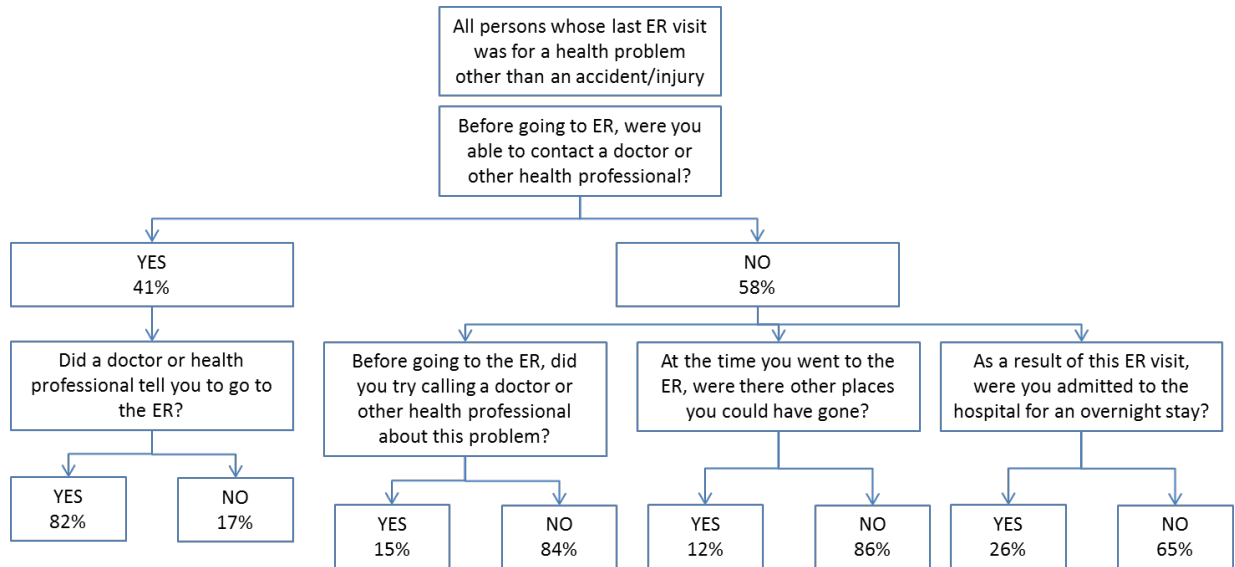 All persons whose last ER visit
was for a health problem
other than an accident/injury
Before going to ER, were you
able to contact a doctor or
other health professional?
YES
41%
NO
58%
Did a doctor or health
professional tell you to go to
the ER?
Before going to the ER, did
you try calling a doctor or
other health professional
about this problem?
At the time you went to the
ER, were there other places
you could have gone?
As a result of this ER visit,
were you admitted to the
hospital for an overnight stay?
YES
82%
NO
17%
YES
15%
NO
84%
YES
12%
NO
86%
YES
26%
NO
65%